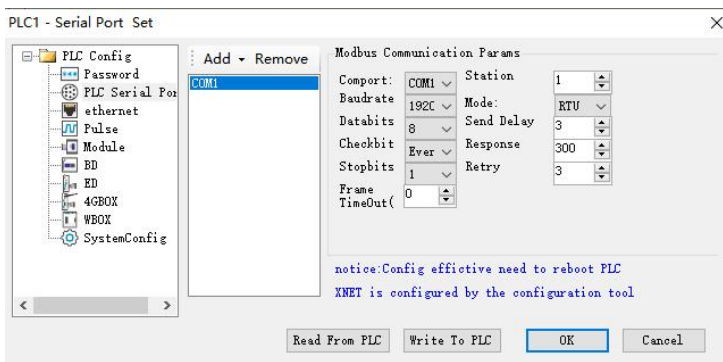 PLC1 - Serial Port Set
PLC Config
Password
PLC Serial Por
ethernet
Pulse
Module
BD
ED
4GBOX
WBOX
SystemConfig
Add Remove
COM1
Modbus Communication Params
Comport: COM1 Station 1
Baudrate 1920 Mode: RTU
Databits 8 Send Delay 3
Checkbit Ever Response 300
Stopbits 1 Retry 3
Frame TimeOut( 0
notice:Config effictive need to reboot PLC
XNET is configured by the configuration tool
Read From PLC Write To PLC OK Cancel